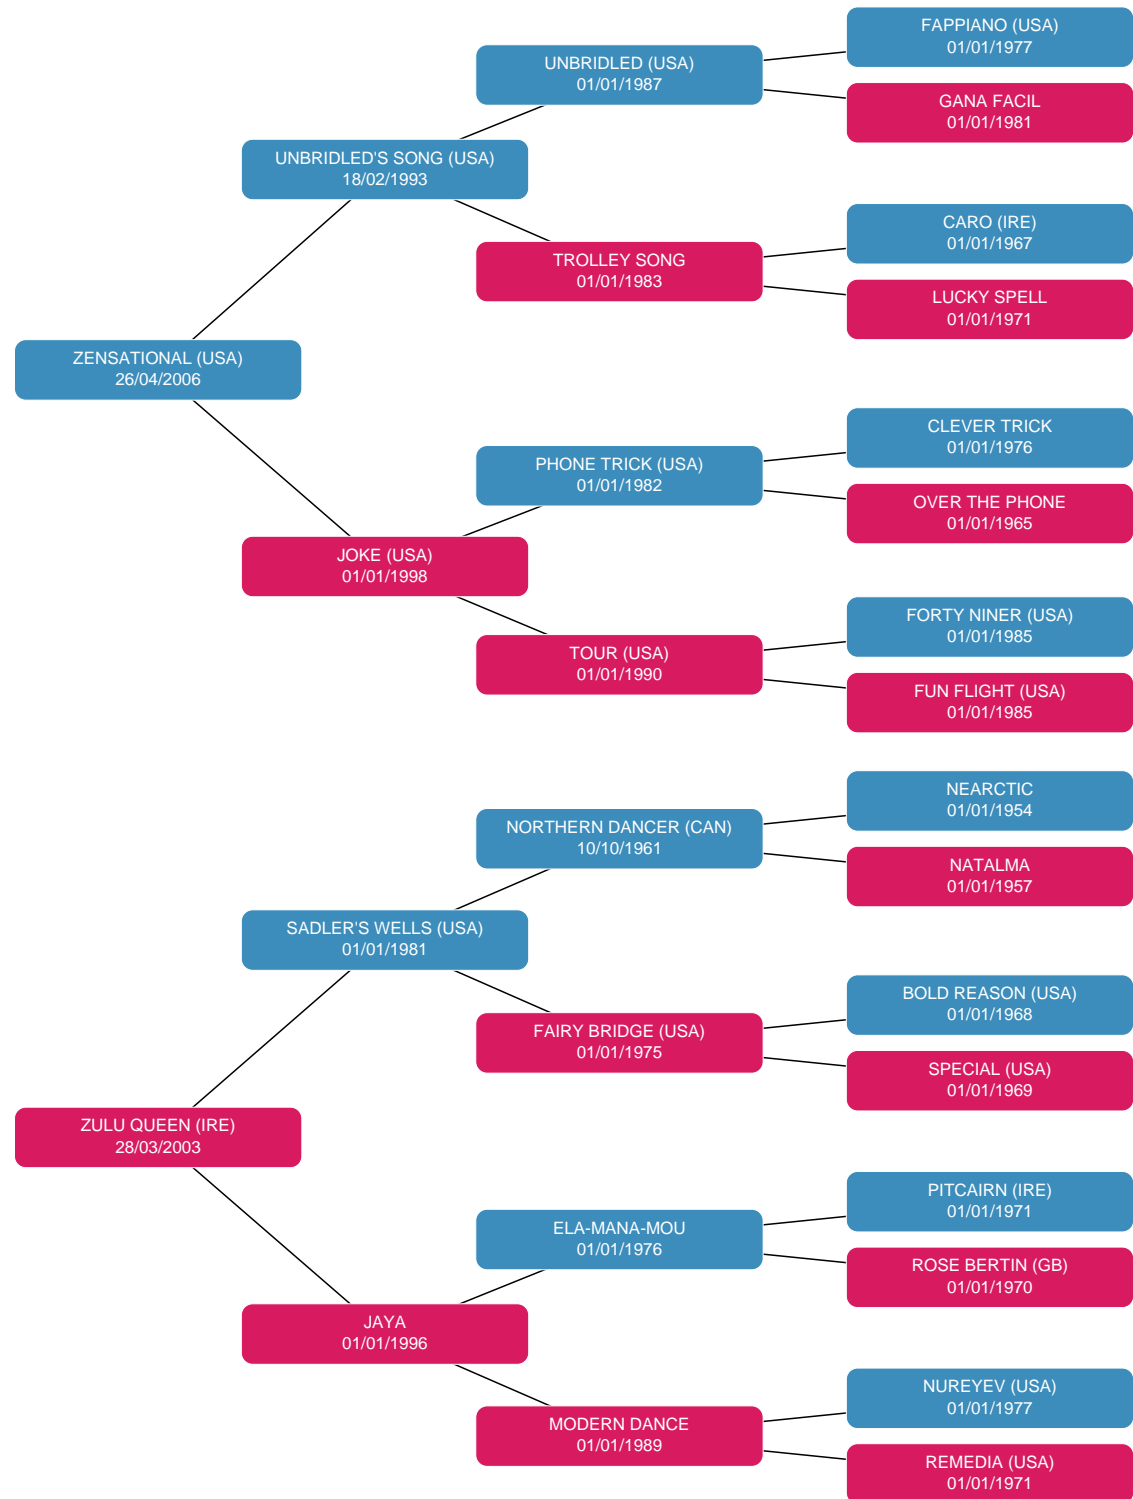 FAPPIANO (USA)
01/01/1977
UNBRIDLED (USA)
01/01/1987
GANA FACIL
01/01/1981
UNBRIDLED'S SONG (USA)
18/02/1993
CARO (IRE)
01/01/1967
TROLLEY SONG
01/01/1983
LUCKY SPELL
01/01/1971
ZENSATIONAL (USA)
26/04/2006
CLEVER TRICK
01/01/1976
PHONE TRICK (USA)
01/01/1982
OVER THE PHONE
01/01/1965
JOKE (USA)
01/01/1998
FORTY NINER (USA)
01/01/1985
TOUR (USA)
01/01/1990
FUN FLIGHT (USA)
01/01/1985
NEARCTIC
01/01/1954
NORTHERN DANCER (CAN)
10/10/1961
NATALMA
01/01/1957
SADLER'S WELLS (USA)
01/01/1981
BOLD REASON (USA)
01/01/1968
FAIRY BRIDGE (USA)
01/01/1975
SPECIAL (USA)
01/01/1969
ZULU QUEEN (IRE)
28/03/2003
PITCAIRN (IRE)
01/01/1971
ELA-MANA-MOU
01/01/1976
ROSE BERTIN (GB)
01/01/1970
JAYA
01/01/1996
NUREYEV (USA)
01/01/1977
MODERN DANCE
01/01/1989
REMEDIA (USA)
01/01/1971